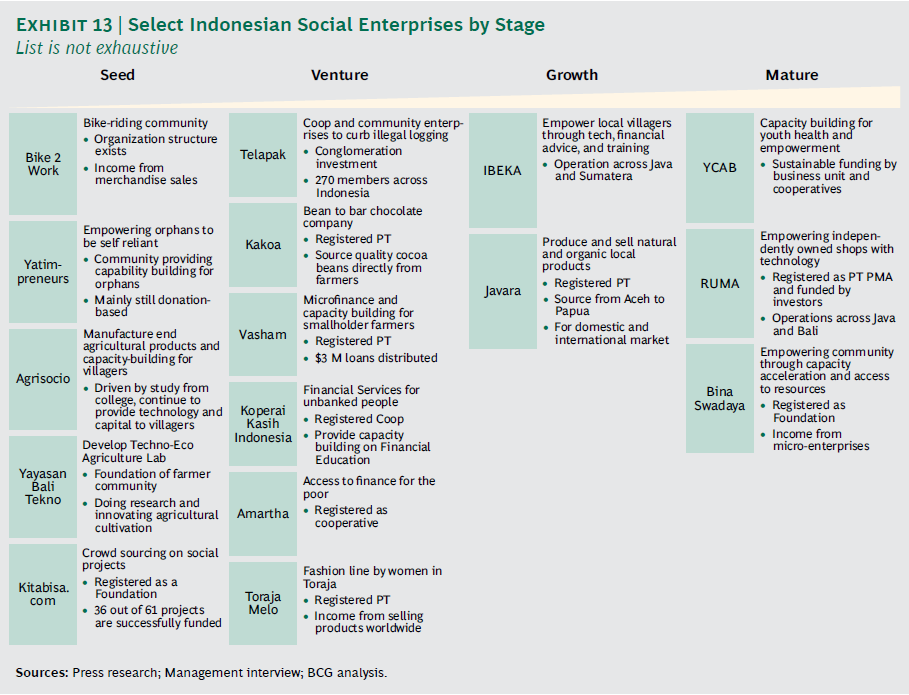 EXHIBIT 13 | Select Indonesian Social Enterprises by Stage
List is not exhaustive
Seed
Venture
Growth
Mature
Bike 2
Work
Bike-riding community
• Organization structure
exists
• Income from
merchandise sales
Yatim-
preneurs
Empowering orphans to
be self reliant
• Community providing
capability building for
orphans
• Mainly still donation-
based
Agrisocio
Manufacture end
agricultural products and
capacity-building for
villagers
• Driven by study from
college, continue to
provide technology and
capital to villagers
Yayasan
Bali
Tekno
Develop Techno-Eco
Agriculture Lab
• Foundation of farmer
community
• Doing research and
innovating agricultural
cultivation
Kitabisa.
com
Crowd sourcing on social
projects
• Registered as a
Foundation
• 36 out of 61 projects
are successfully funded
Telapak
Coop and community enterp-
rises to curb illegal logging
• Conglomeration
investment
• 270 members across
Indonesia
Kakoa
Bean to bar chocolate
company
• Registered PT
• Source quality cocoa
beans directly from
farmers
Vasham
Microfinance and
capacity building for
smallholder farmers
• Registered PT
• $3 M loans distributed
Koperai
Kasih
Indonesia
Financial Services for
unbanked people
• Registered Coop
• Provide capacity
building on Financial
Education
Amartha
Access to finance for the
poor
• Registered as
cooperative
Toraja
Melo
Fashion line by women in
Toraja
• Registered PT
• Income from selling
products worldwide
IBEKA
Empower local villagers
through tech, financial
advice, and training
• Operation across Java
and Sumatera
Javara
Produce and sell natural
and organic local
products
• Registered PT
• Source from Aceh to
Papua
• For domestic and
international market
YCAB
Capacity building for
youth health and
empowerment
• Sustainable funding by
business unit and
cooperatives
RUMA
Empowering indepen-
dently owned shops with
technology
• Registered as PT PMA
and funded by
investors
• Operations across Java
and Bali
Bina
Swadaya
Empowering community
through capacity
acceleration and access
to resources
• Registered as
Foundation
• Income from
micro-enterprises
Sources: Press research; Management interview; BCG analysis.